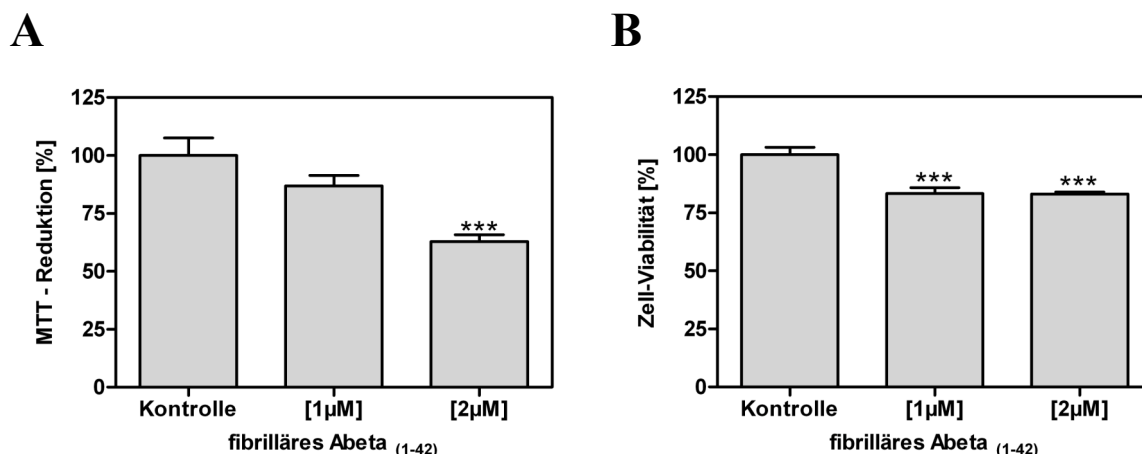 A
MTT - Reduktion [%]
125
100
75
50
25
0
***
Kontrolle [1µM] [2µM]
fibrilläres Abeta (1-42)
B
Zell-Viabilität [%]
125
100
75
50
25
0
*** ***
Kontrolle [1µM] [2µM]
fibrilläres Abeta (1-42)